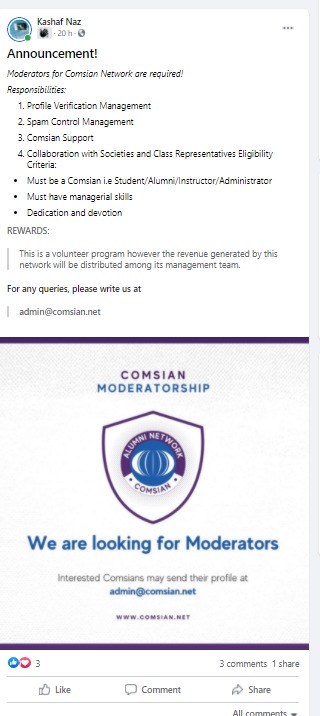 Kashaf Naz
· 20 h ·
Announcement!
Moderators for Comsian Network are required!
Responsibilities:
1. Profile Verification Management
2. Spam Control Management
3. Comsian Support
4. Collaboration with Societies and Class Representatives Eligibility
Criteria:
• Must be a Comsian i.e Student/Alumni/Instructor/Administrator
• Must have managerial skills
• Dedication and devotion
REWARDS:
This is a volunteer program however the revenue generated by this
network will be distributed among its management team.
For any queries, please write us at
admin@comsian.net
COMSIAN
MODERATORSHIP
ALUMNI NETWORK
· COMSIAN ·
We are looking for Moderators
Interested Comsians may send their profile at
admin@comsian.net
WWW.COMSIAN.NET
3
3 comments 1 share
Like
Comment
Share
All comments